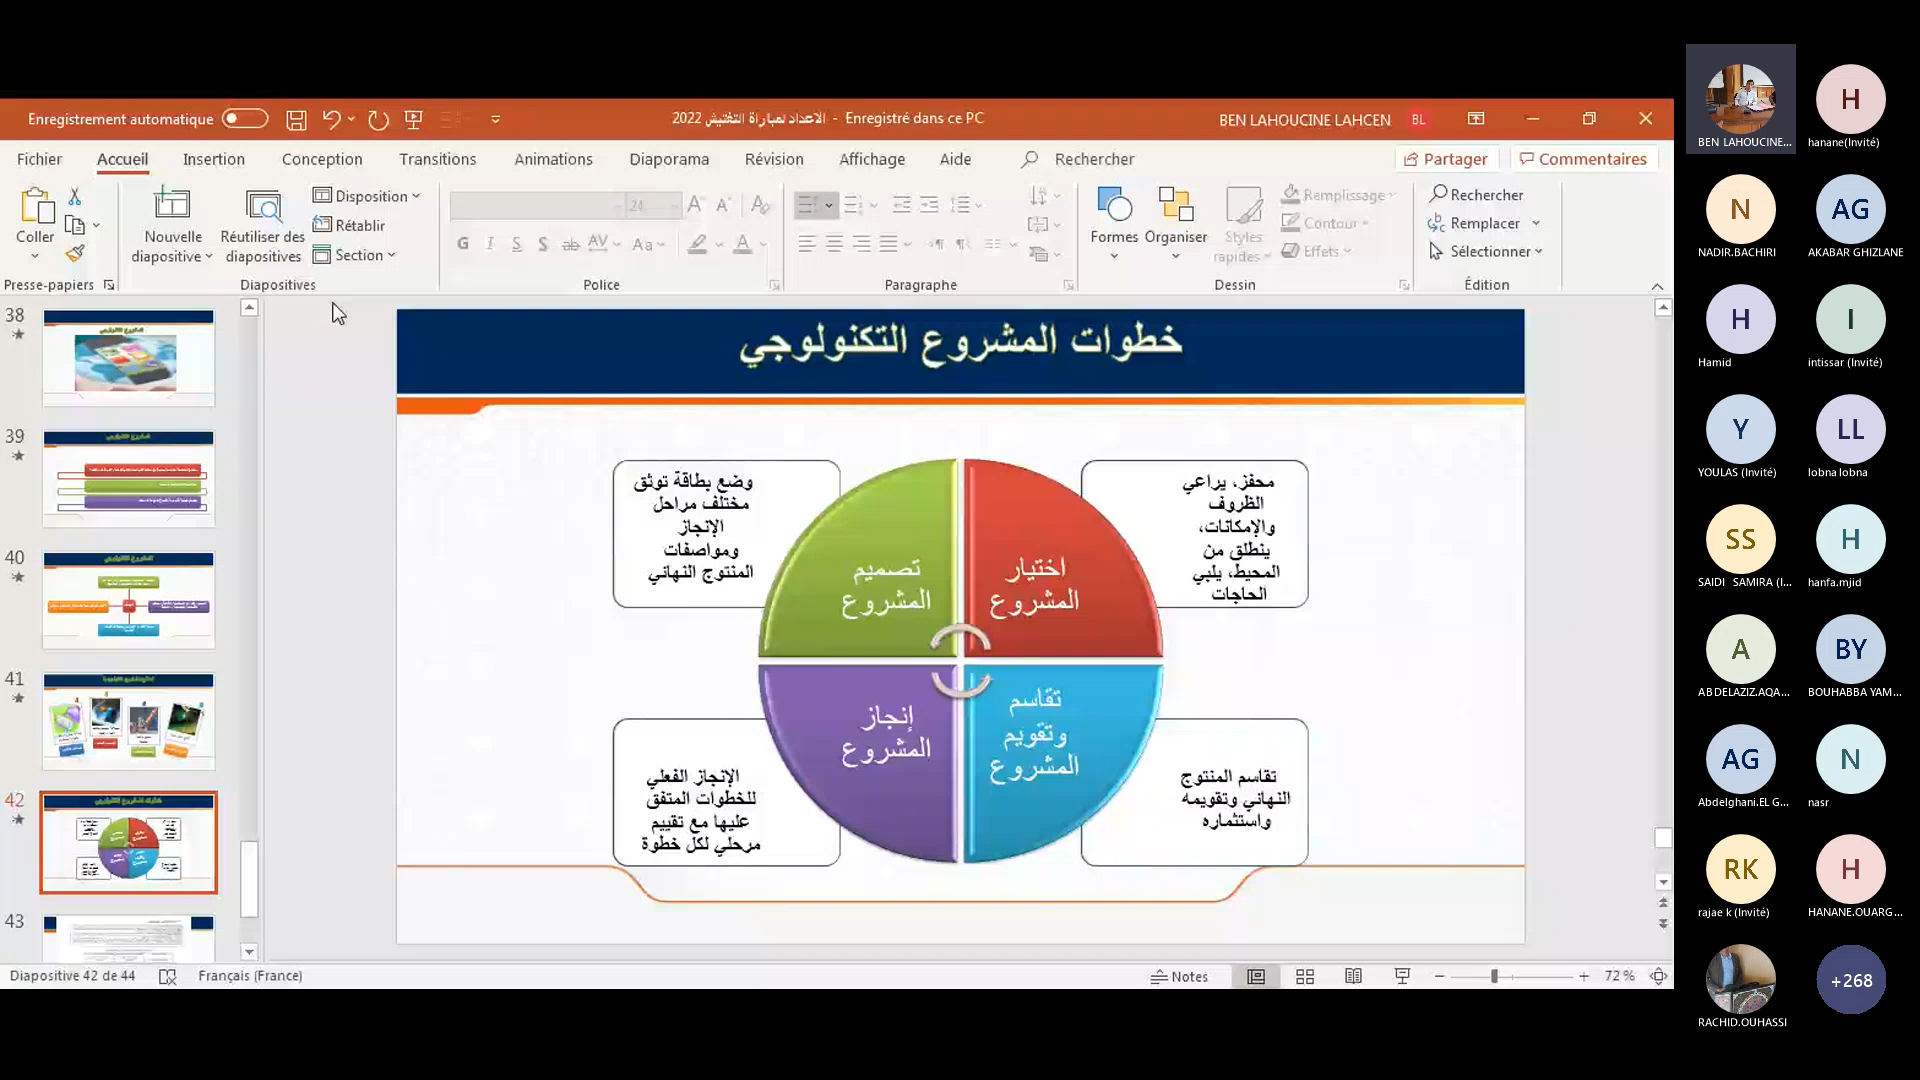 Enregistrement automatique
الاعداد لمباراة التفتيش 2022 - Enregistré dans ce PC
BEN LAHOUCINE LAHCEN
BL
Fichier
Accueil
Insertion
Conception
Transitions
Animations
Diaporama
Révision
Affichage
Aide
Rechercher
Partager
Commentaires
Coller
Nouvelle
diapositive
Réutiliser des
diapositives
Disposition
Rétablir
Section
24
Formes
Organiser
Styles
rapides
Remplissage
Contour
Effets
Rechercher
Remplacer
Sélectionner
Presse-papiers
Diapositives
Police
Paragraphe
Dessin
Édition
38
39
40
41
42
43
خطوات المشروع التكنولوجي
محفز، يراعي
الظروف
والإمكانات،
ينطلق من
المحيط، يلبي
الحاجات
اختيار
المشروع
تصميم
المشروع
وضع بطاقة توثق
مختلف مراحل
الإنجاز
ومواصفات
المنتوج النهائي
إنجاز
المشروع
الإنجاز الفعلي
للخطوات المتفق
عليها مع تقييم
مرحلي لكل خطوة
تقاسم
وتقويم
المشروع
تقاسم المنتوج
النهائي وتقويمه
واستثماره
Diapositive 42 de 44
Français (France)
Notes
72 %
BEN LAHOUCINE...
H
hanane(Invité)
N
NADIR.BACHIRI
AG
AKABAR GHIZLANE
H
Hamid
I
intissar (Invité)
Y
YOULAS (Invité)
LL
lobna lobna
SS
SAIDI SAMIRA (I...
H
hanfa.mjid
A
ABDELAZIZ.AQA...
BY
BOUHABBA YAM...
AG
Abdelghani.EL G...
N
nasr
RK
rajae k (Invité)
H
HANANE.OUARG...
RACHID.OUHASSI
+268